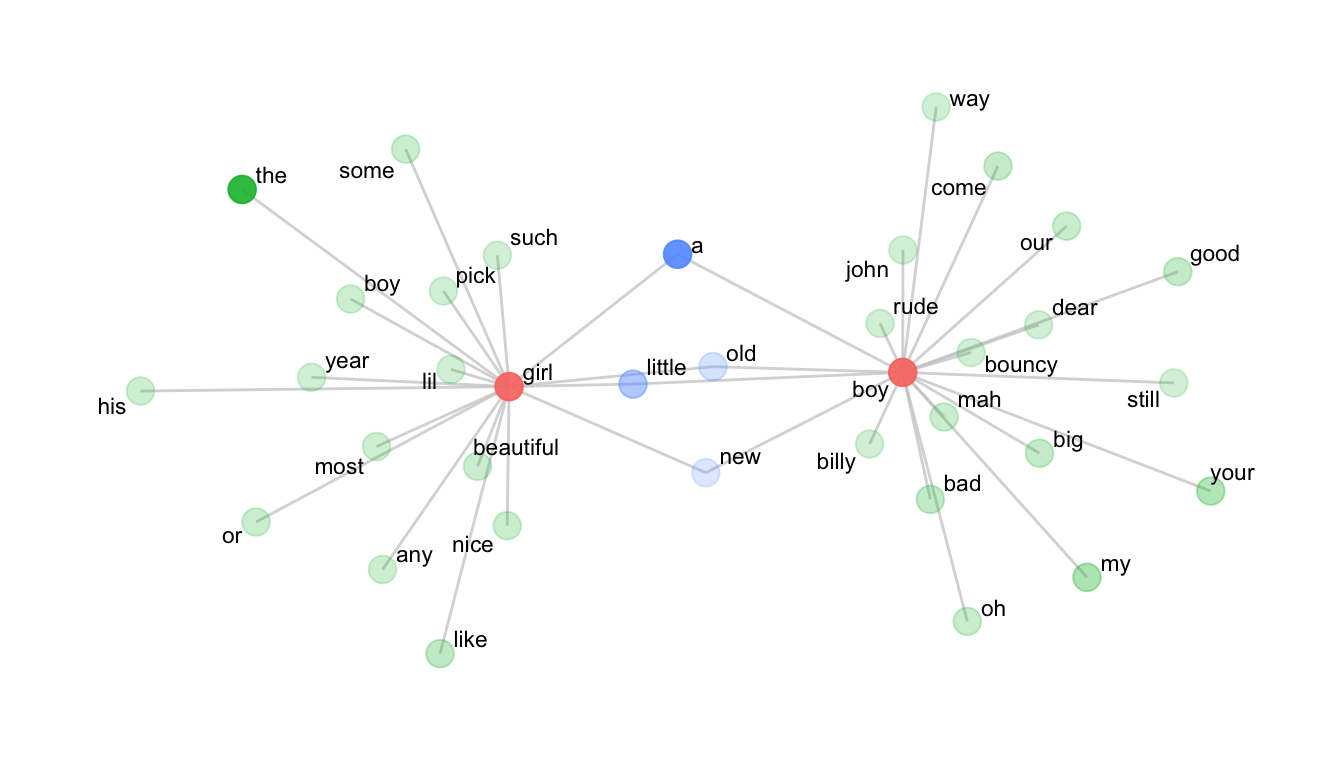 way
some
the
come
such
a
our
good
john
pick
boy
rude
dear
year
old
little
bouncy
girl
lil
boy
mah
still
his
beautiful
new
big
billy
most
your
bad
or
nice
any
my
oh
like